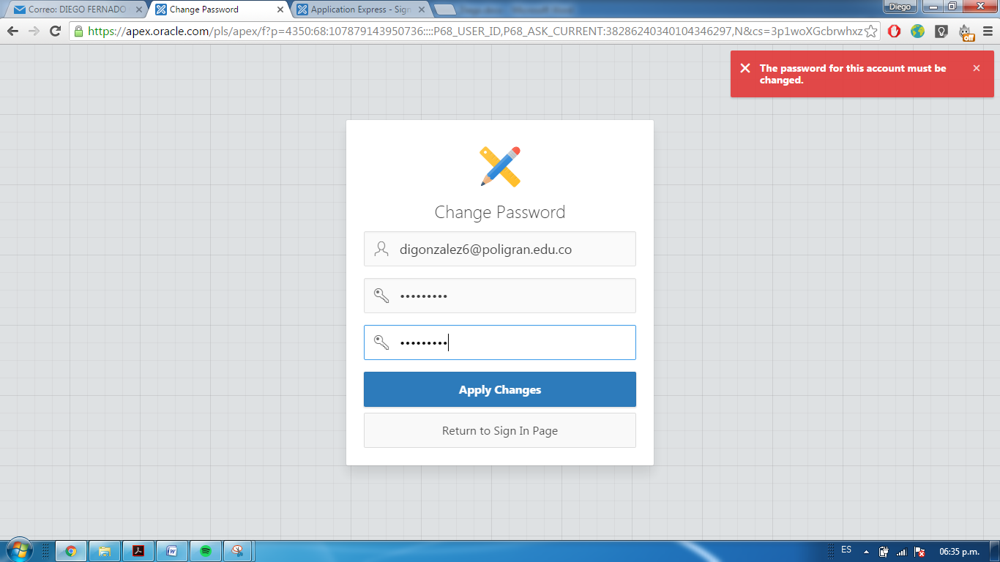 Correo: DIEGO FERNADO
Change Password
Application Express - Sign
Diego
https://apex.oracle.com/pls/apex/f?p=4350:68:107879143950736::::P68_USER_ID,P68_ASK_CURRENT:38286240340104346297,N&cs=3p1woXGcbrwhxz
off
The password for this account must be
changed.
Change Password
digonzalez6@poligran.edu.co
•••••••••
•••••••••
Apply Changes
Return to Sign In Page
ES
06:35 p.m.